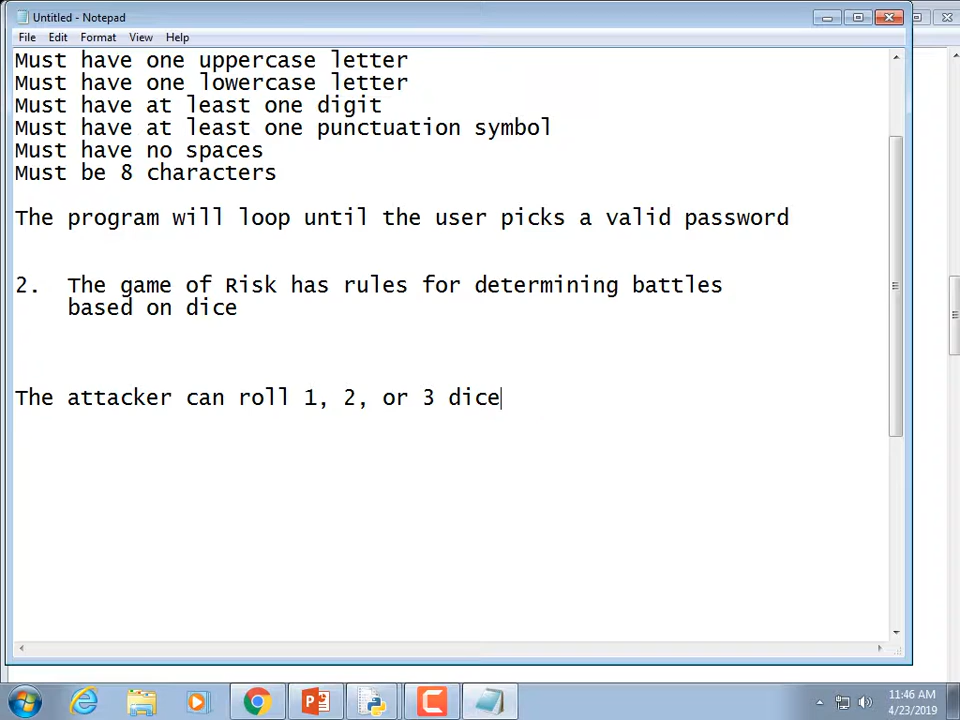 Untitled - Notepad
File Edit Format View Help
Must have one uppercase letter
Must have one lowercase letter
Must have at least one digit
Must have at least one punctuation symbol
Must have no spaces
Must be 8 characters
The program will loop until the user picks a valid password
2. The game of Risk has rules for determining battles
based on dice
The attacker can roll 1, 2, or 3 dice
11:46 AM
4/23/2019